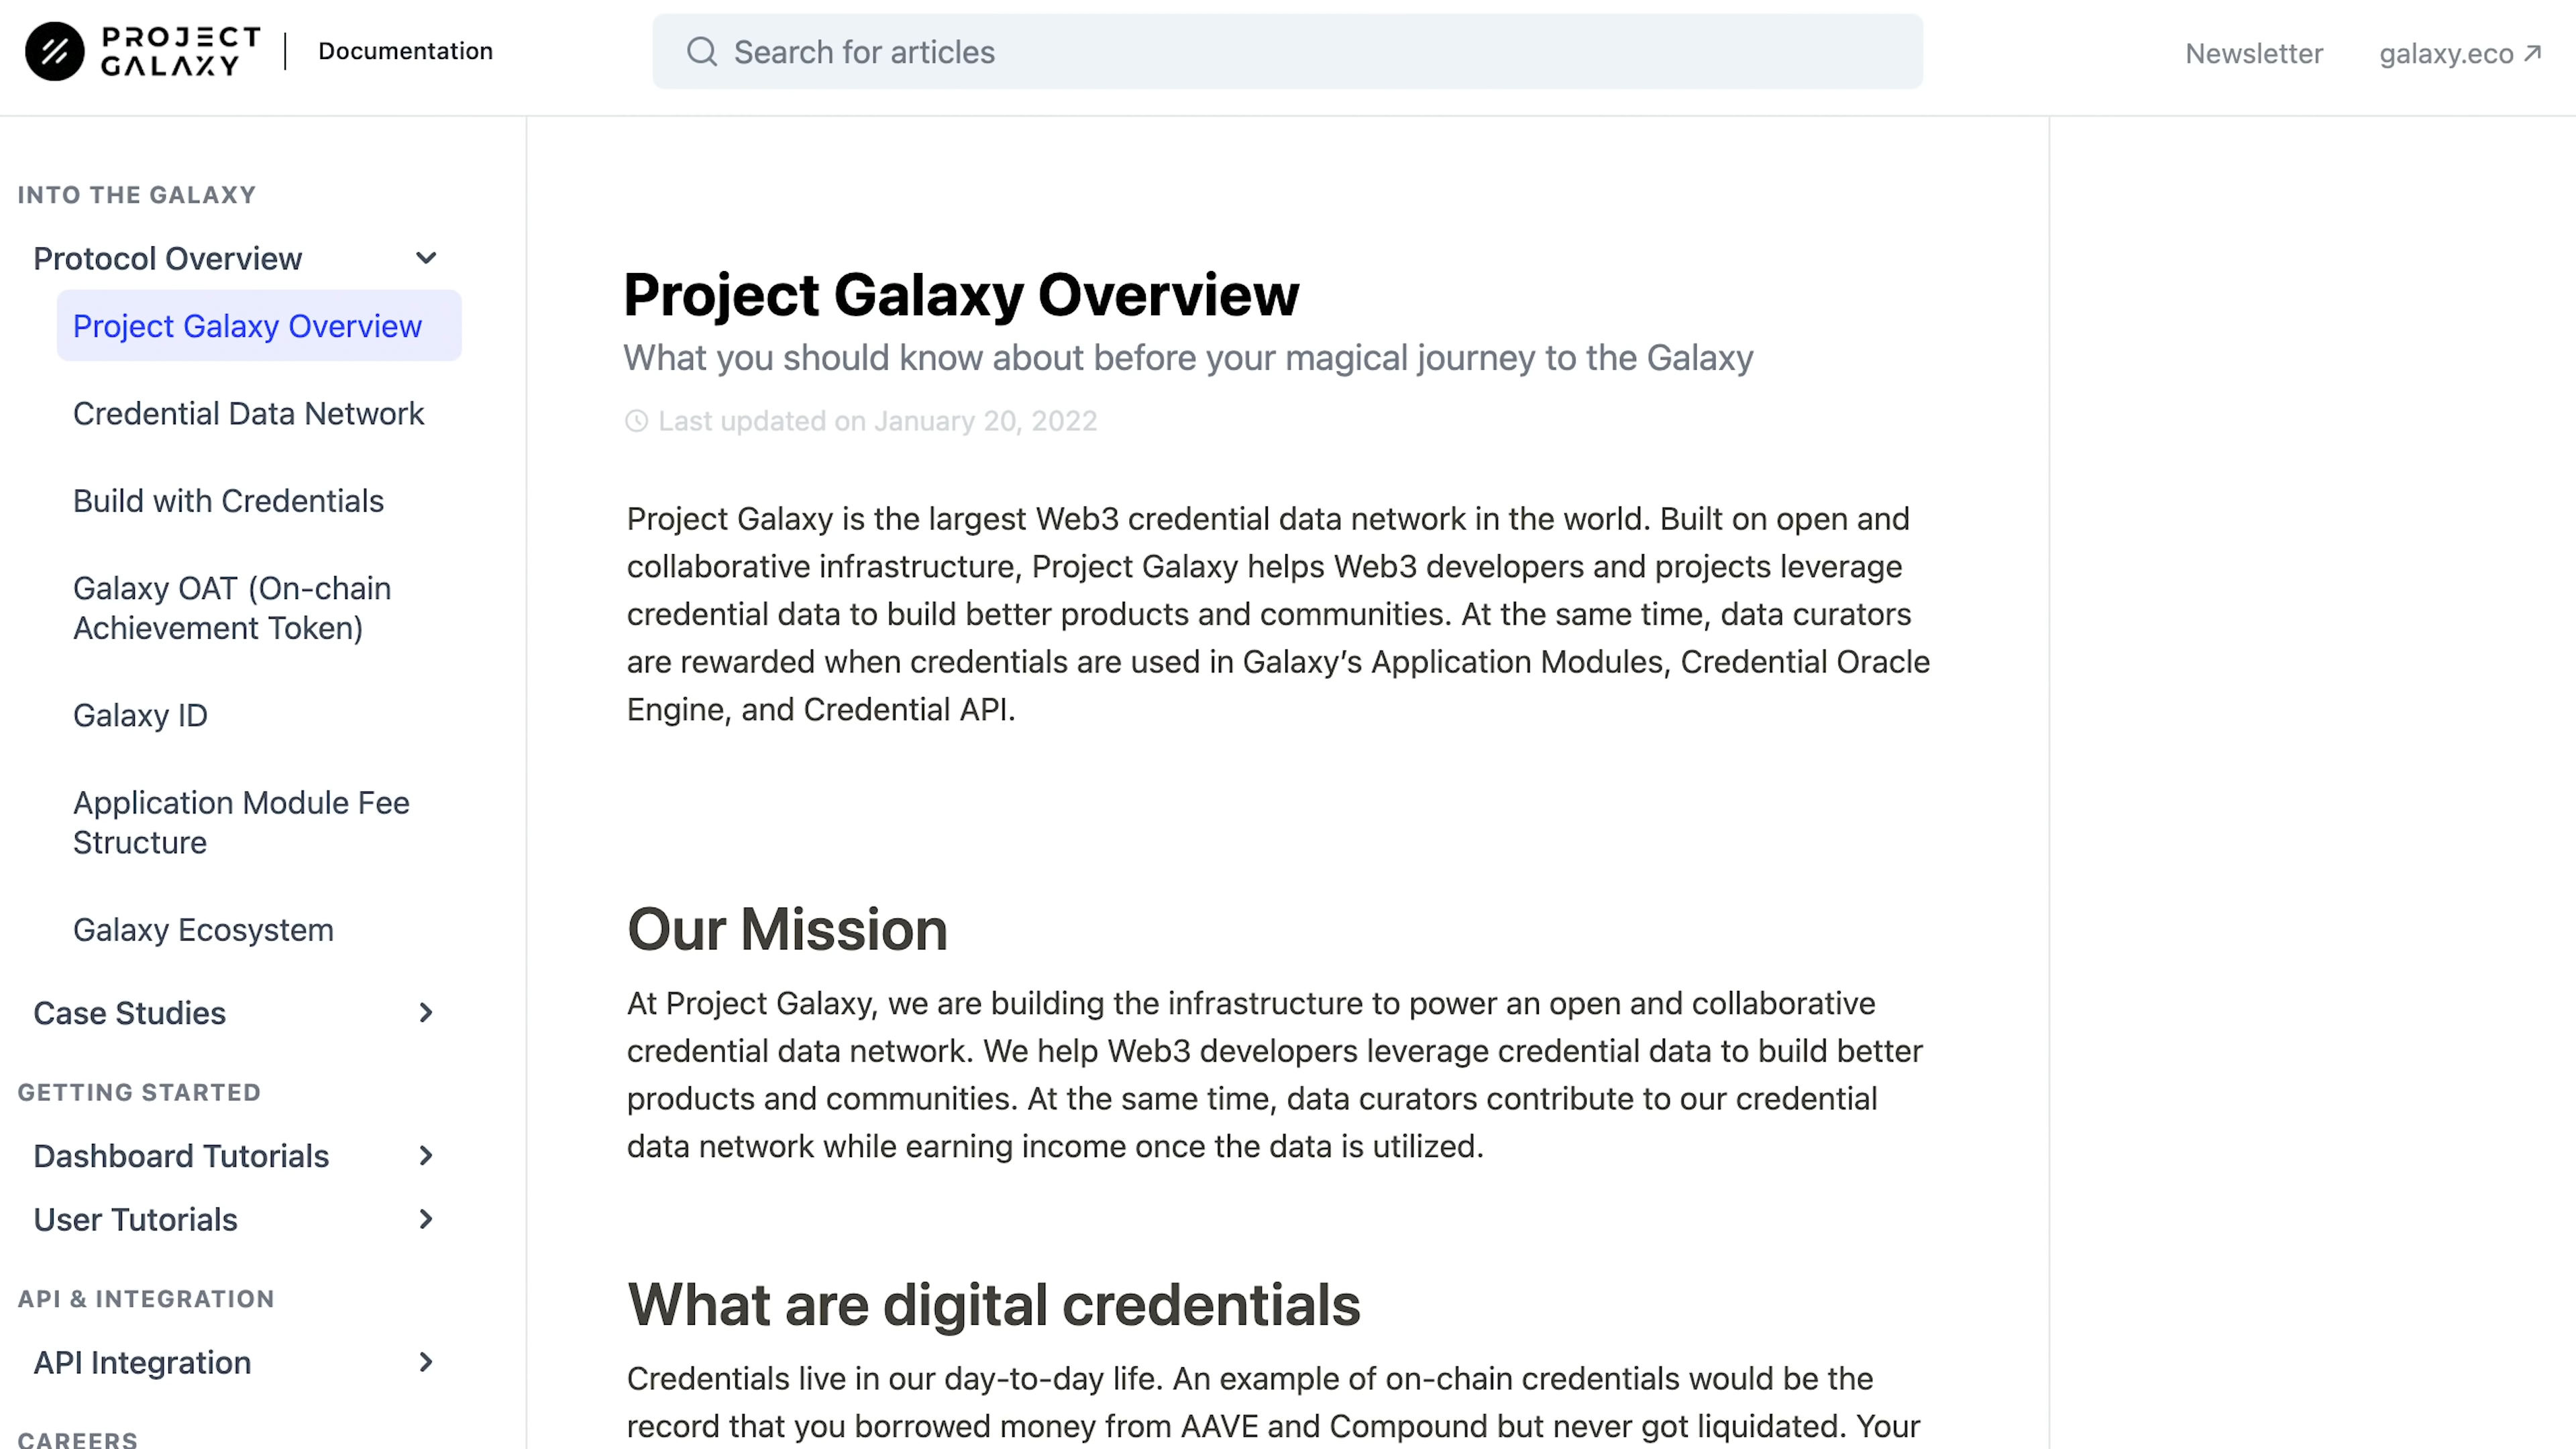 PROJECT
GALAXY
Documentation
Search for articles
Newsletter
galaxy.eco
INTO THE GALAXY
Protocol Overview
Project Galaxy Overview
Credential Data Network
Build with Credentials
Galaxy OAT (On-chain
Achievement Token)
Galaxy ID
Application Module Fee
Structure
Galaxy Ecosystem
Case Studies
GETTING STARTED
Dashboard Tutorials
User Tutorials
API & INTEGRATION
API Integration
CAREERS
Project Galaxy Overview
What you should know about before your magical journey to the Galaxy
Last updated on January 20, 2022
Project Galaxy is the largest Web3 credential data network in the world. Built on open and
collaborative infrastructure, Project Galaxy helps Web3 developers and projects leverage
credential data to build better products and communities. At the same time, data curators
are rewarded when credentials are used in Galaxy’s Application Modules, Credential Oracle
Engine, and Credential API.
Our Mission
At Project Galaxy, we are building the infrastructure to power an open and collaborative
credential data network. We help Web3 developers leverage credential data to build better
products and communities. At the same time, data curators contribute to our credential
data network while earning income once the data is utilized.
What are digital credentials
Credentials live in our day-to-day life. An example of on-chain credentials would be the
record that you borrowed money from AAVE and Compound but never got liquidated. Your